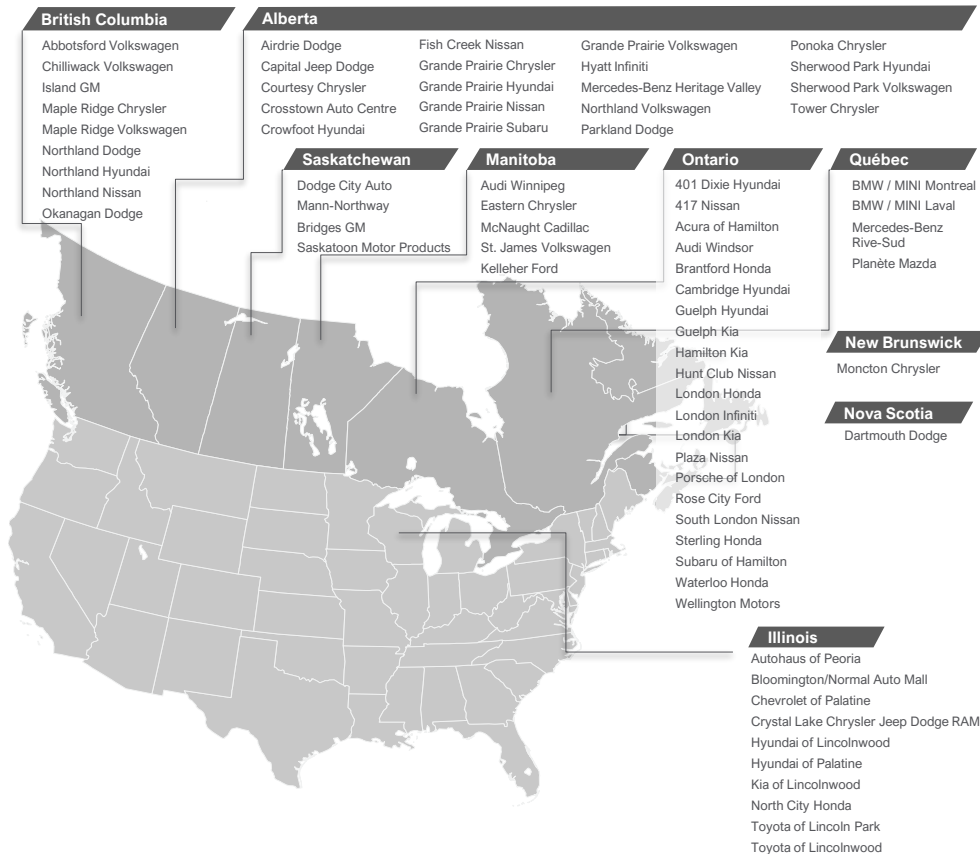 British Columbia
Abbotsford Volkswagen
Chilliwack Volkswagen
Island GM
Maple Ridge Chrysler
Maple Ridge Volkswagen
Northland Dodge
Northland Hyundai
Northland Nissan
Okanagan Dodge
Alberta
Airdrie Dodge
Capital Jeep Dodge
Courtesy Chrysler
Crosstown Auto Centre
Crowfoot Hyundai
Fish Creek Nissan
Grande Prairie Chrysler
Grande Prairie Hyundai
Grande Prairie Nissan
Grande Prairie Subaru
Grande Prairie Volkswagen
Hyatt Infiniti
Mercedes-Benz Heritage Valley
Northland Volkswagen
Parkland Dodge
Ponoka Chrysler
Sherwood Park Hyundai
Sherwood Park Volkswagen
Tower Chrysler
Saskatchewan
Dodge City Auto
Mann-Northway
Bridges GM
Saskatoon Motor Products
Manitoba
Audi Winnipeg
Eastern Chrysler
McNaught Cadillac
St. James Volkswagen
Kelleher Ford
Ontario
401 Dixie Hyundai
417 Nissan
Acura of Hamilton
Audi Windsor
Brantford Honda
Cambridge Hyundai
Guelph Hyundai
Guelph Kia
Hamilton Kia
Hunt Club Nissan
London Honda
London Infiniti
London Kia
Plaza Nissan
Porsche of London
Rose City Ford
South London Nissan
Sterling Honda
Subaru of Hamilton
Waterloo Honda
Wellington Motors
Québec
BMW / MINI Montreal
BMW / MINI Laval
Mercedes-Benz
Rive-Sud
Planète Mazda
New Brunswick
Moncton Chrysler
Nova Scotia
Dartmouth Dodge
Illinois
Autohaus of Peoria
Bloomington/Normal Auto Mall
Chevrolet of Palatine
Crystal Lake Chrysler Jeep Dodge RAM
Hyundai of Lincolnwood
Hyundai of Palatine
Kia of Lincolnwood
North City Honda
Toyota of Lincoln Park
Toyota of Lincolnwood